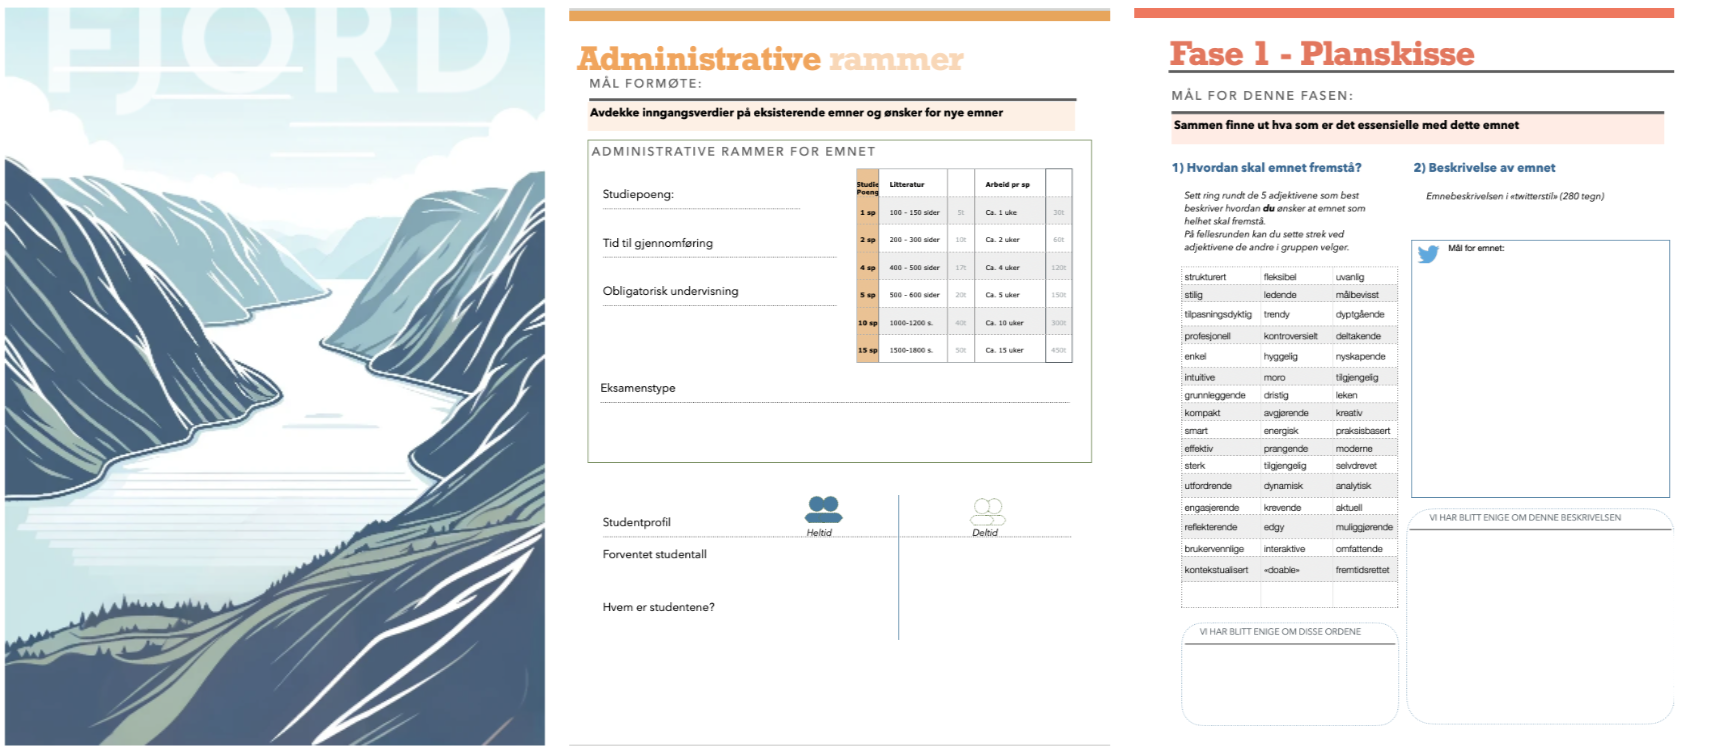 FJORD
Administrative rammer
MÅL FORMØTE:
Avdekke inngangsverdier på eksisterende emner og ønsker for nye emner
ADMINISTRATIVE RAMMER FOR EMNET
Studiepoeng:
Tid til gjennomføring
Obligatorisk undervisning
Studie Litteratur Arbeid pr sp
Poeng
1 sp 100 - 150 sider 5t Ca. 1 uke 30t
2 sp 200 - 300 sider 10t Ca. 2 uker 60t
4 sp 400 - 500 sider 17t Ca. 4 uker 120t
5 sp 500 - 600 sider 20t Ca. 5 uker 150t
10 sp 1000-1200 s. 40t Ca. 10 uker 300t
15 sp 1500-1800 s. 50t Ca. 15 uker 450t
Eksamenstype
Studentprofil
Heltid
Deltid
Forventet studentall
Hvem er studentene?
Fase 1 - Planskisse
MÅL FOR DENNE FASEN:
Sammen finne ut hva som er det essensielle med dette emnet
1) Hvordan skal emnet fremstå?
Sett ring rundt de 5 adjektivene som best
beskriver hvordan du ønsker at emnet som
helhet skal fremstå.
På fellesrunden kan du sette strek ved
adjektivene de andre i gruppen velger.
strukturert fleksibel uvanlig
stilig ledende målbevisst
tilpasningsdyktig trendy dyptgående
profesjonell kontroversielt deltakende
enkel hyggelig nyskapende
intuitive moro tilgjengelig
grunnleggende dristig leken
kompakt avgjørende kreativ
smart energisk praksisbasert
effektiv prangende moderne
sterk tilgjengelig selvdrevet
utfordrende dynamisk analytisk
engasjerende krevende aktuell
reflekterende edgy muliggjørende
brukervennlige interaktive omfattende
kontekstualisert «doable» fremtidsrettet
VI HAR BLITT ENIGE OM DISSE ORDENE
2) Beskrivelse av emnet
Emnebeskrivelsen i «twitterstil» (280 tegn)
Mål for emnet:
VI HAR BLITT ENIGE OM DENNE BESKRIVELSEN